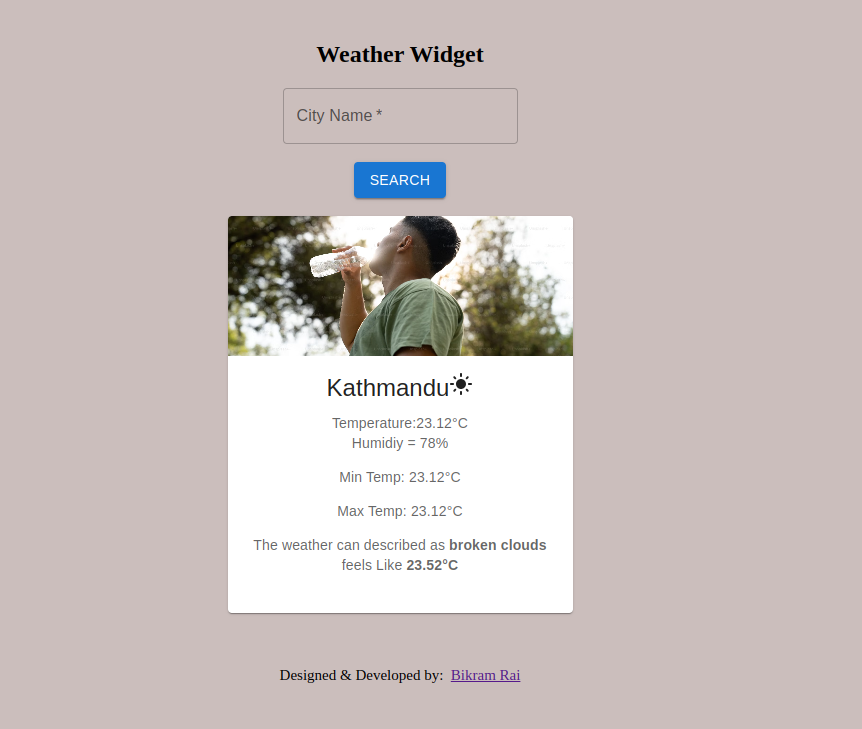 Weather Widget
City Name *
SEARCH
Kathmandu
Temperature:23.12°C
Humidiy = 78%
Min Temp: 23.12°C
Max Temp: 23.12°C
The weather can described as broken clouds
feels Like 23.52°C
Designed & Developed by: Bikram Rai